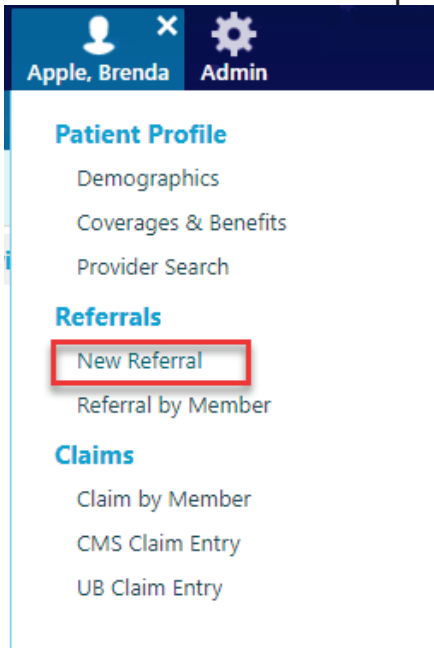 Apple, Brenda Admin
Patient Profile
Demographics
Coverages & Benefits
Provider Search
Referrals
New Referral
Referral by Member
Claims
Claim by Member
CMS Claim Entry
UB Claim Entry